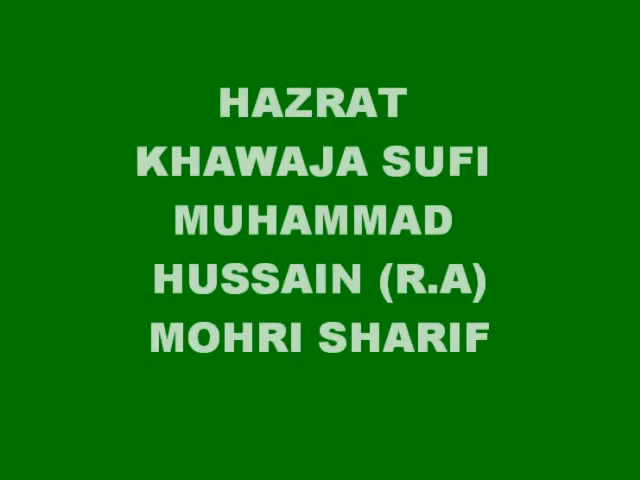 HAZRAT
KHAWAJA SUFI
MUHAMMAD
HUSSAIN (R.A)
MOHRI SHARIF